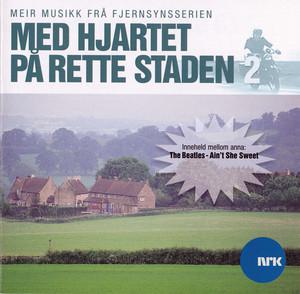 MEIR MUSIKK FRÅ FJERNSYNSSERIEN
MED HJARTET
PÅ RETTE STADEN 2
Inneheld mellom anna:
The Beatles - Ain't She Sweet
NRK